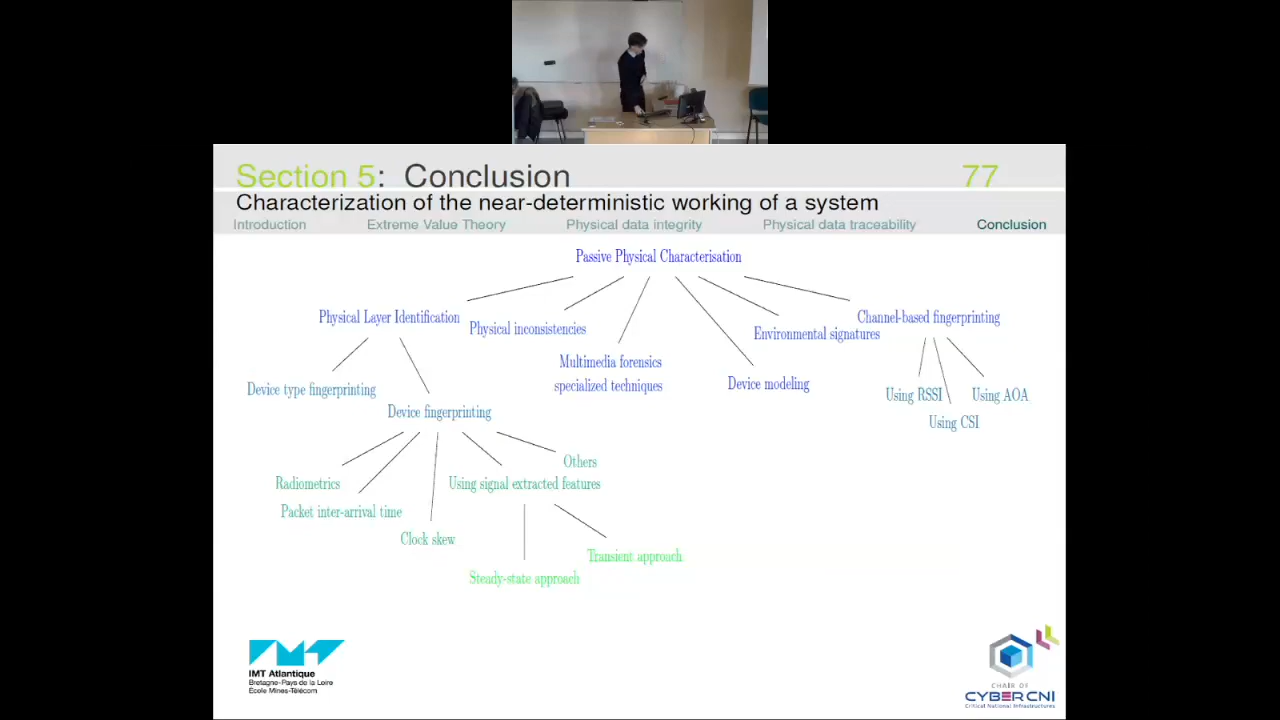 Section 5: Conclusion 77
Characterization of the near-deterministic working of a system
Introduction Extreme Value Theory Physical data integrity Physical data traceability Conclusion
Passive Physical Characterisation
Physical Layer Identification
Physical inconsistencies
Multimedia forensics
specialized techniques
Device modeling
Environmental signatures
Channel-based fingerprinting
Device type fingerprinting
Device fingerprinting
Using RSSI
Using CSI
Using AOA
Radiometrics
Packet inter-arrival time
Clock skew
Using signal extracted features
Others
Steady-state approach
Transient approach
IMT Atlantique
Bretagne-Pays de la Loire
École Mines-Télécom
CHAIR OF
CYBER CNI
Critical National Infrastructures